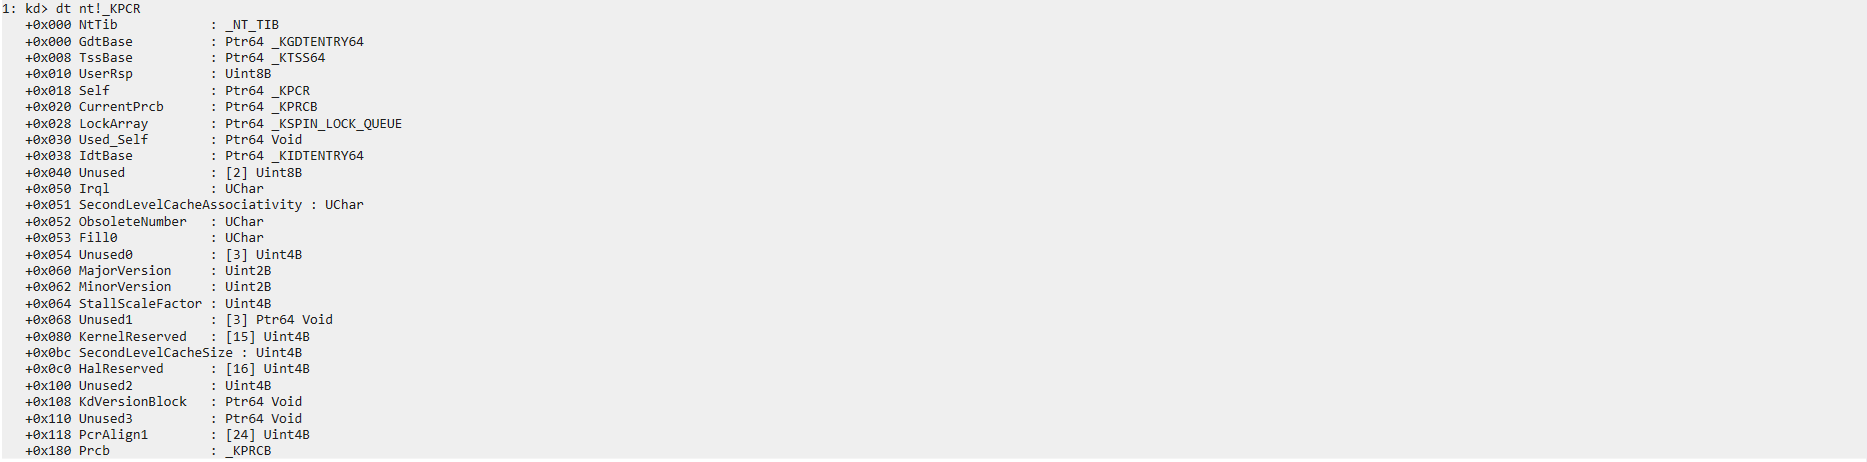 1: kd> dt nt!_KPCR
   +0x000 NtTib            : _NT_TIB
   +0x000 GdtBase          : Ptr64 _KGDTENTRY64
   +0x008 TssBase          : Ptr64 _KTSS64
   +0x010 UserRsp          : Uint8B
   +0x018 Self             : Ptr64 _KPCR
   +0x020 CurrentPrcb      : Ptr64 _KPRCB
   +0x028 LockArray        : Ptr64 _KSPIN_LOCK_QUEUE
   +0x030 Used_Self        : Ptr64 Void
   +0x038 IdtBase          : Ptr64 _KIDTENTRY64
   +0x040 Unused           : [2] Uint8B
   +0x050 Irql             : UChar
   +0x051 SecondLevelCacheAssociativity : UChar
   +0x052 ObsoleteNumber   : UChar
   +0x053 Fill0            : UChar
   +0x054 Unused0          : [3] Uint4B
   +0x060 MajorVersion     : Uint2B
   +0x062 MinorVersion     : Uint2B
   +0x064 StallScaleFactor : Uint4B
   +0x068 Unused1          : [3] Ptr64 Void
   +0x080 KernelReserved   : [15] Uint4B
   +0x0bc SecondLevelCacheSize : Uint4B
   +0x0c0 HalReserved      : [16] Uint4B
   +0x100 Unused2          : Uint4B
   +0x108 KdVersionBlock   : Ptr64 Void
   +0x110 Unused3          : Ptr64 Void
   +0x118 PcrAlign1        : [24] Uint4B
   +0x180 Prcb             : _KPRCB